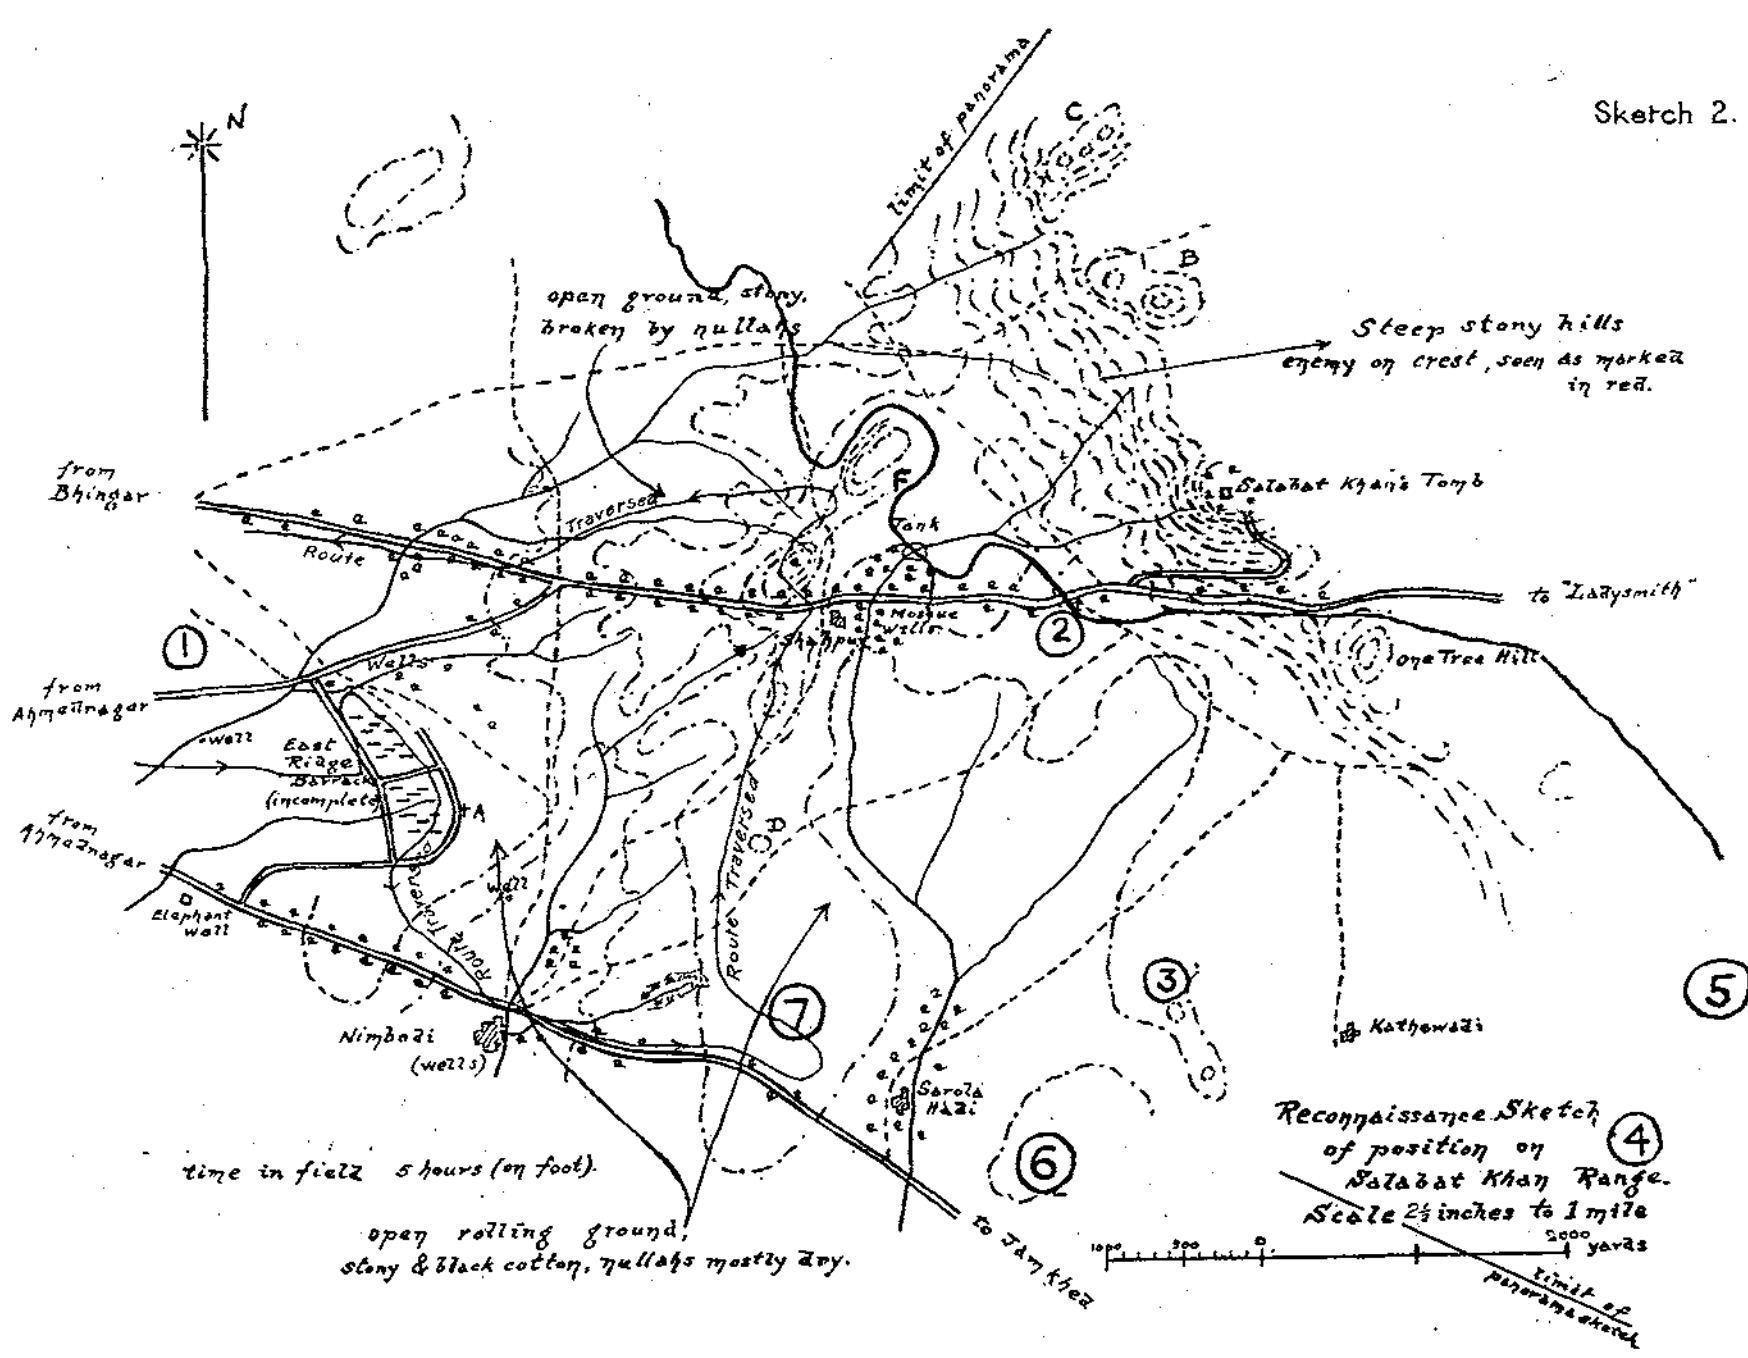 Sketch 2.
N
C
limit of panorama
B
open ground, stony,
broken by nullahs
Steep stony hills
enemy on crest, seen as marked
in red.
from
Bhingar
Traversed
F
Salabat Khan's Tomb
Tank
Route
to "Ladysmith"
1
Wells
Mosque
Wells
Shahpur
2
One Tree Hill
from
Ahmednagar
well
East
Ridge
Barrack
(incomplete)
A
from
Ahmednagar
Route Traversed
well
Route Traversed
Elephant
Well
3
5
7
Nimbodi
(wells)
Kathewadi
Sarola
6
Reconnaissance Sketch
4
of position on
Salabat Khan Range.
Scale 2½ inches to 1 mile
time in field 5 hours (on foot).
1000 500 0 2000 yards
open rolling ground,
stony & black cotton, nullahs mostly dry.
to Jamkhed
limit of
panorama sketch